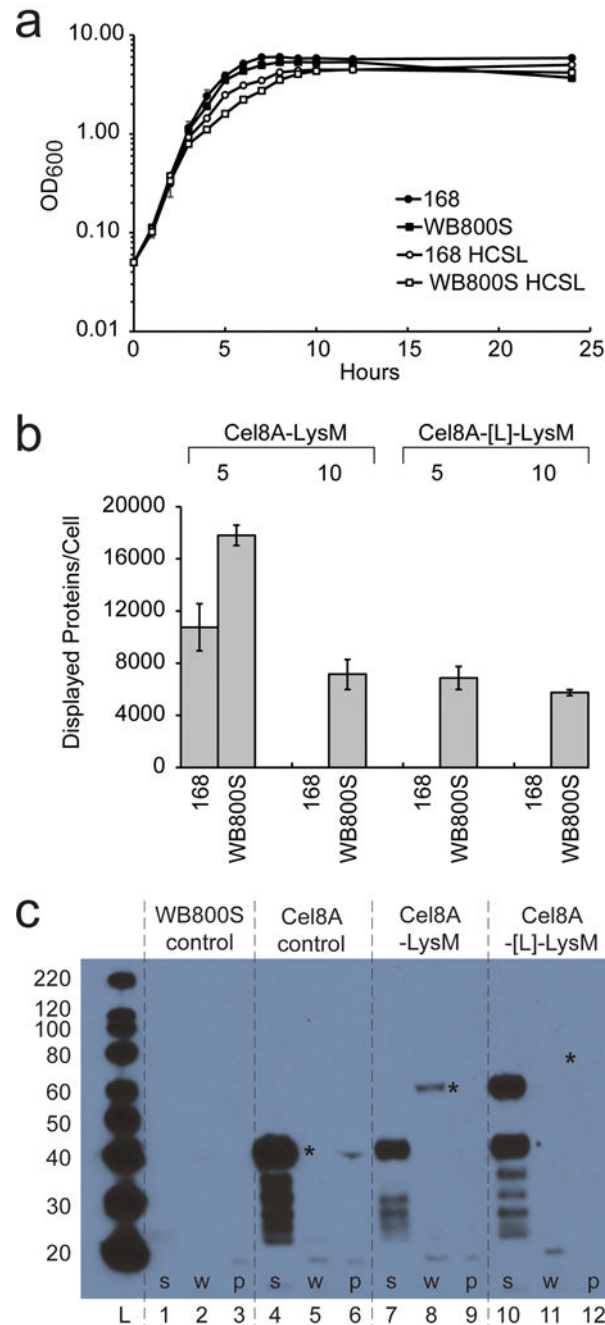 a
10.00
1.00
0.10
0.01
OD600
0 5 10 15 20 25
Hours
168
WB800S
168 HCSL
WB800S HCSL
b
Cel8A-LysM Cel8A-[L]-LysM
5 10 5 10
20000
16000
12000
8000
4000
0
Displayed Proteins/Cell
168 WB800S 168 WB800S 168 WB800S 168 WB800S
c
WB800S control
Cel8A control
Cel8A -LysM
Cel8A -[L]-LysM
220
120
100
80
60
50
40
30
20
* * * *
s w p s w p s w p s w p
L 1 2 3 4 5 6 7 8 9 10 11 12